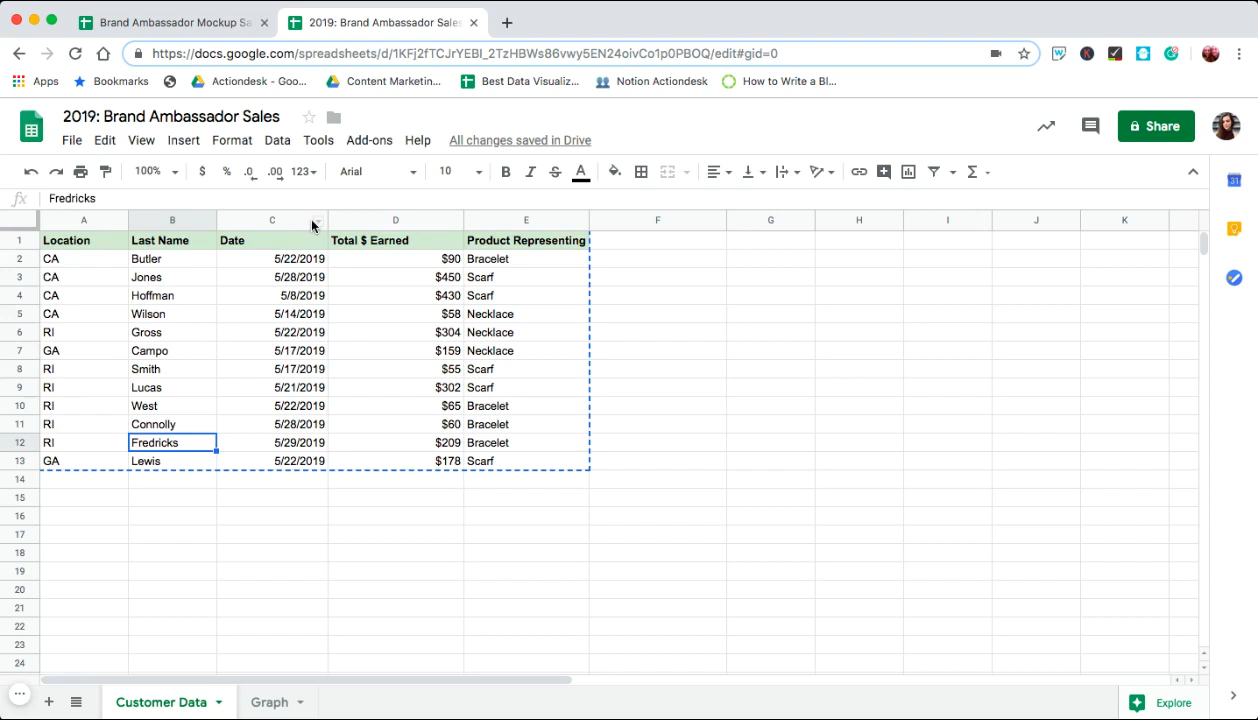 Brand Ambassador Mockup Sa
2019: Brand Ambassador Sales
https://docs.google.com/spreadsheets/d/1KFj2fTCJrYEBI_2TzHBWs86vwy5EN24oivCo1p0PBOQ/edit#gid=0
Apps Bookmarks Actiondesk - Goo... Content Marketin... Best Data Visualiz... Notion Actiondesk How to Write a Bl...
2019: Brand Ambassador Sales
Share
File Edit View Insert Format Data Tools Add-ons Help All changes saved in Drive
100% $ % .0 .00 123 Arial 10 B I S A
31
fx Fredricks
A B C D E F G H I J K
1 Location Last Name Date Total $ Earned Product Representing
2 CA Butler 5/22/2019 $90 Bracelet
3 CA Jones 5/28/2019 $450 Scarf
4 CA Hoffman 5/8/2019 $430 Scarf
5 CA Wilson 5/14/2019 $58 Necklace
6 RI Gross 5/22/2019 $304 Necklace
7 GA Campo 5/17/2019 $159 Necklace
8 RI Smith 5/17/2019 $55 Scarf
9 RI Lucas 5/21/2019 $302 Scarf
10 RI West 5/22/2019 $65 Bracelet
11 RI Connolly 5/28/2019 $60 Bracelet
12 RI Fredricks 5/29/2019 $209 Bracelet
13 GA Lewis 5/22/2019 $178 Scarf
14
15
16
17
18
19
20
21
22
23
24
Customer Data Graph Explore